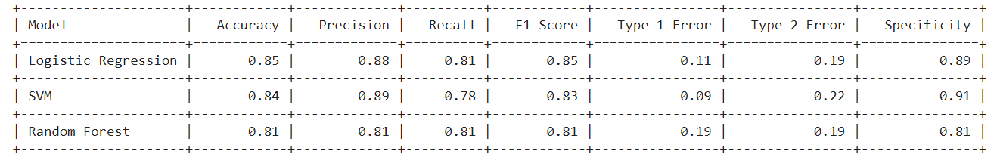 | Model | Accuracy | Precision | Recall | F1 Score | Type 1 Error | Type 2 Error | Specificity |
| Logistic Regression | 0.85 | 0.88 | 0.81 | 0.85 | 0.11 | 0.19 | 0.89 |
| SVM | 0.84 | 0.89 | 0.78 | 0.83 | 0.09 | 0.22 | 0.91 |
| Random Forest | 0.81 | 0.81 | 0.81 | 0.81 | 0.19 | 0.19 | 0.81 |